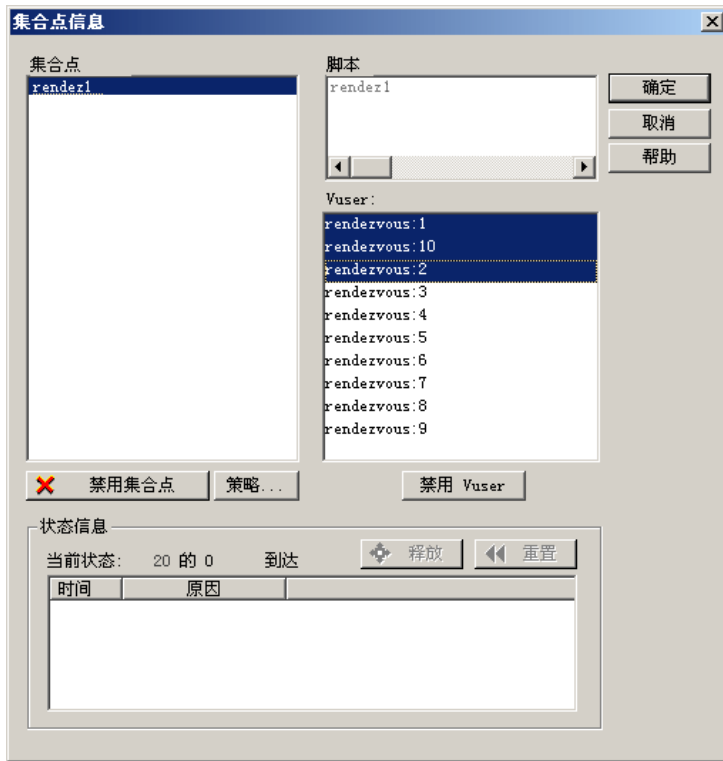 集合点信息
集合点
rendez1
禁用集合点
策略...
脚本
rendez1
Vuser:
rendezvous:1
rendezvous:10
rendezvous:2
rendezvous:3
rendezvous:4
rendezvous:5
rendezvous:6
rendezvous:7
rendezvous:8
rendezvous:9
禁用 Vuser
确定
取消
帮助
状态信息
当前状态: 20 的 0 到达
释放
重置
时间 原因